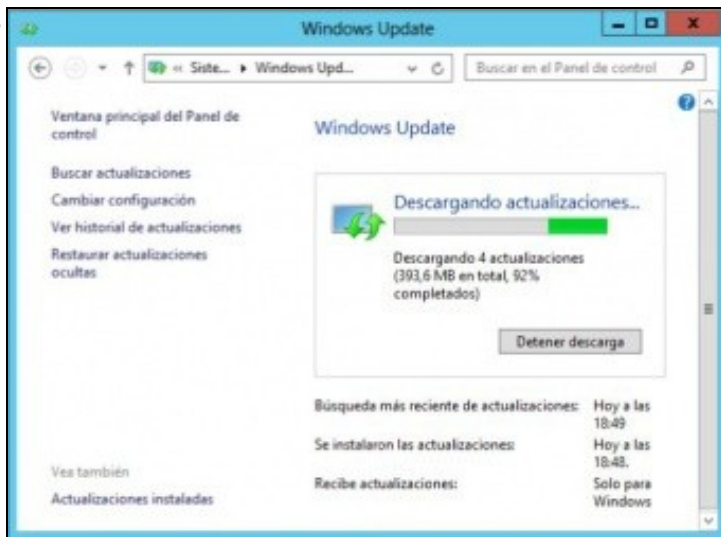 Windows Update
« Siste... ▸ Windows Upd...
Buscar en el Panel de control
Ventana principal del Panel de
control
Buscar actualizaciones
Cambiar configuración
Ver historial de actualizaciones
Restaurar actualizaciones
ocultas
Vea también
Actualizaciones instaladas
Windows Update
Descargando actualizaciones...
Descargando 4 actualizaciones
(393,6 MB en total, 92%
completados)
Detener descarga
Búsqueda más reciente de actualizaciones: Hoy a las
18:49
Se instalaron las actualizaciones: Hoy a las
18:48.
Recibe actualizaciones: Solo para
Windows